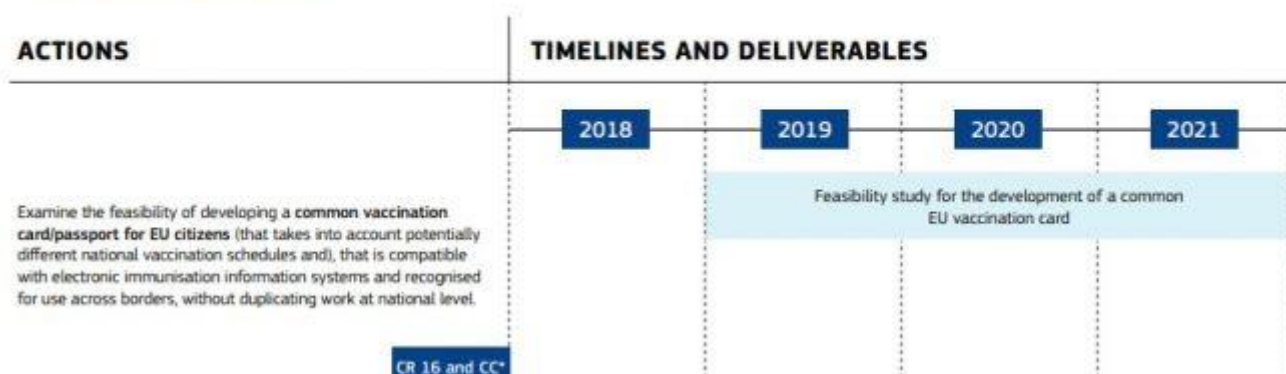 ACTIONS
TIMELINES AND DELIVERABLES
2018
2019
2020
2021
Examine the feasibility of developing a common vaccination
card/passport for EU citizens (that takes into account potentially
different national vaccination schedules and), that is compatible
with electronic immunisation information systems and recognised
for use across borders, without duplicating work at national level.
Feasibility study for the development of a common
EU vaccination card
CR 16 and CC*